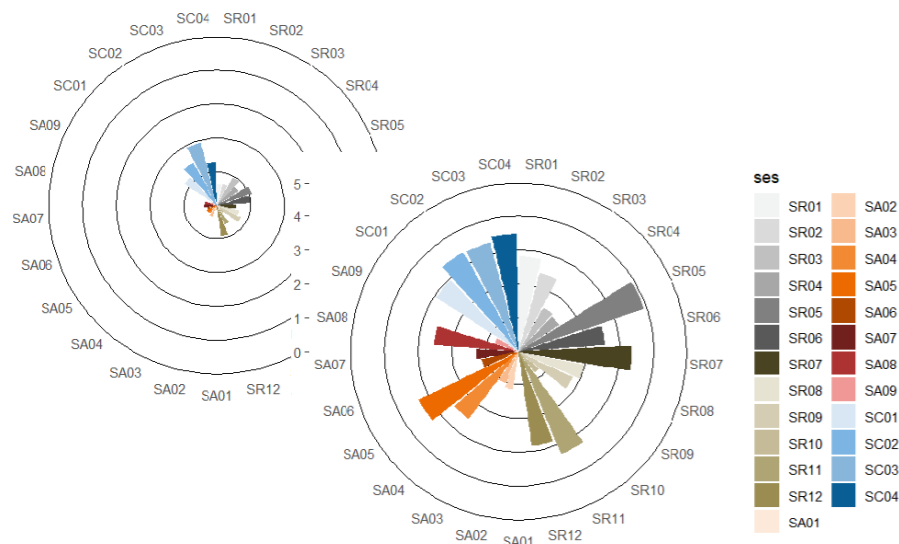 SC04 SR01
SC03 SR02
SC02 SR03
SC01 SR04
SA09 SR05
SA08
SA07
SA06
SA05
SA04
SA03
SA02
SA01
SR12
5
4
3
2
1
0
SC04 SR01
SC03 SR02
SC02 SR03
SC01 SR04
SA09 SR05
SA08 SR06
SA07 SR07
SA06 SR08
SA05 SR09
SA04 SR10
SA03 SR11
SA02 SR12
SA01
ses
SR01 SA02
SR02 SA03
SR03 SA04
SR04 SA05
SR05 SA06
SR06 SA07
SR07 SA08
SR08 SA09
SR09 SC01
SR10 SC02
SR11 SC03
SR12 SC04
SA01